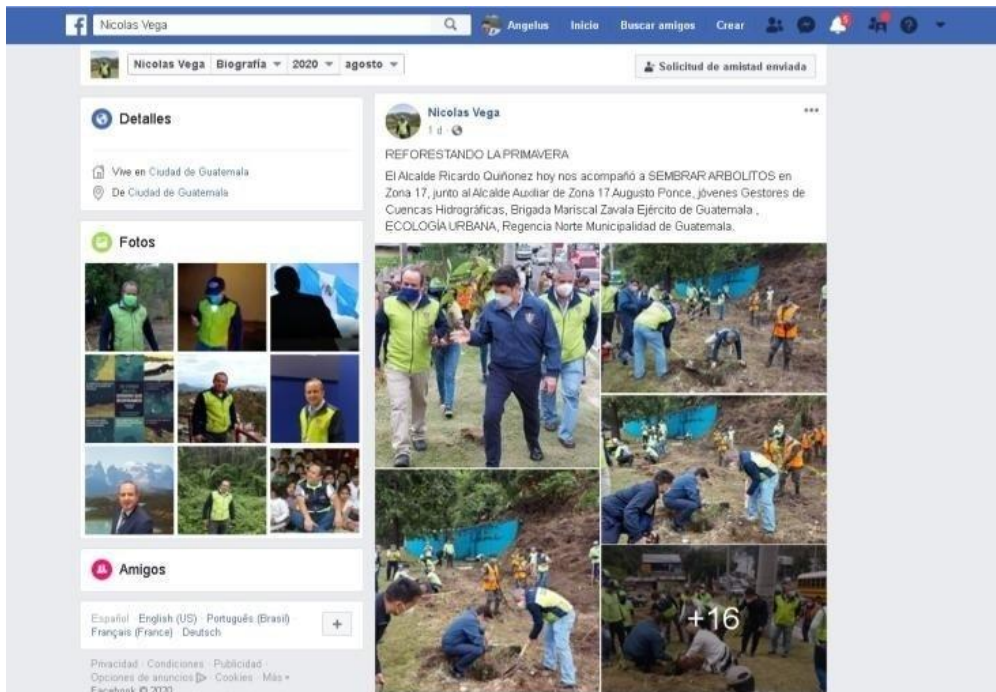 Nicolas Vega
Angelus
Inicio
Buscar amigos
Crear
5
Nicolas Vega Biografía 2020 agosto
Solicitud de amistad enviada
Detalles
Vive en Ciudad de Guatemala
De Ciudad de Guatemala
Fotos
Amigos
Español · English (US) · Português (Brasil) ·
Français (France) · Deutsch
Privacidad · Condiciones · Publicidad ·
Opciones de anuncios · Cookies · Más
Facebook © 2020
Nicolas Vega
1 d ·
REFORESTANDO LA PRIMAVERA
El Alcalde Ricardo Quiñonez hoy nos acompañó a SEMBRAR ARBOLITOS en
Zona 17, junto al Alcalde Auxiliar de Zona 17 Augusto Ponce, jóvenes Gestores de
Cuencas Hidrográficas, Brigada Mariscal Zavala Ejército de Guatemala ,
ECOLOGÍA URBANA, Regencia Norte Municipalidad de Guatemala.
+16